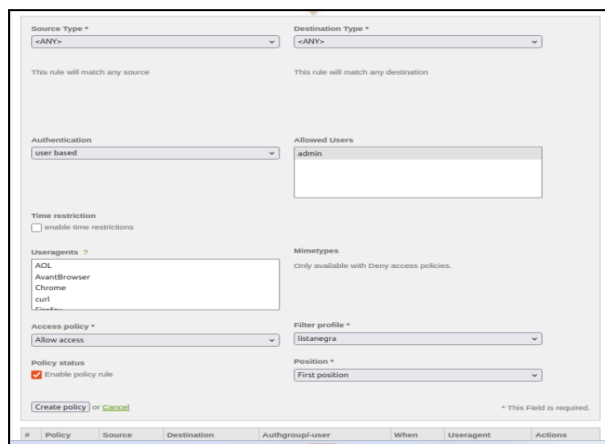 Source Type *
Destination Type *
<ANY>
<ANY>
This rule will match any source
This rule will match any destination
Authentication
Allowed Users
user based
admin
Time restriction
enable time restrictions
Useragents ?
Mimetypes
AOL
Only available with Deny access policies.
AvantBrowser
Chrome
curl
Firefox
Access policy *
Filter profile *
Allow access
listanegra
Policy status
Position *
Enable policy rule
First position
Create policy or Cancel
* This Field is required.
# Policy Source Destination Authgroup/-user When Useragent Actions